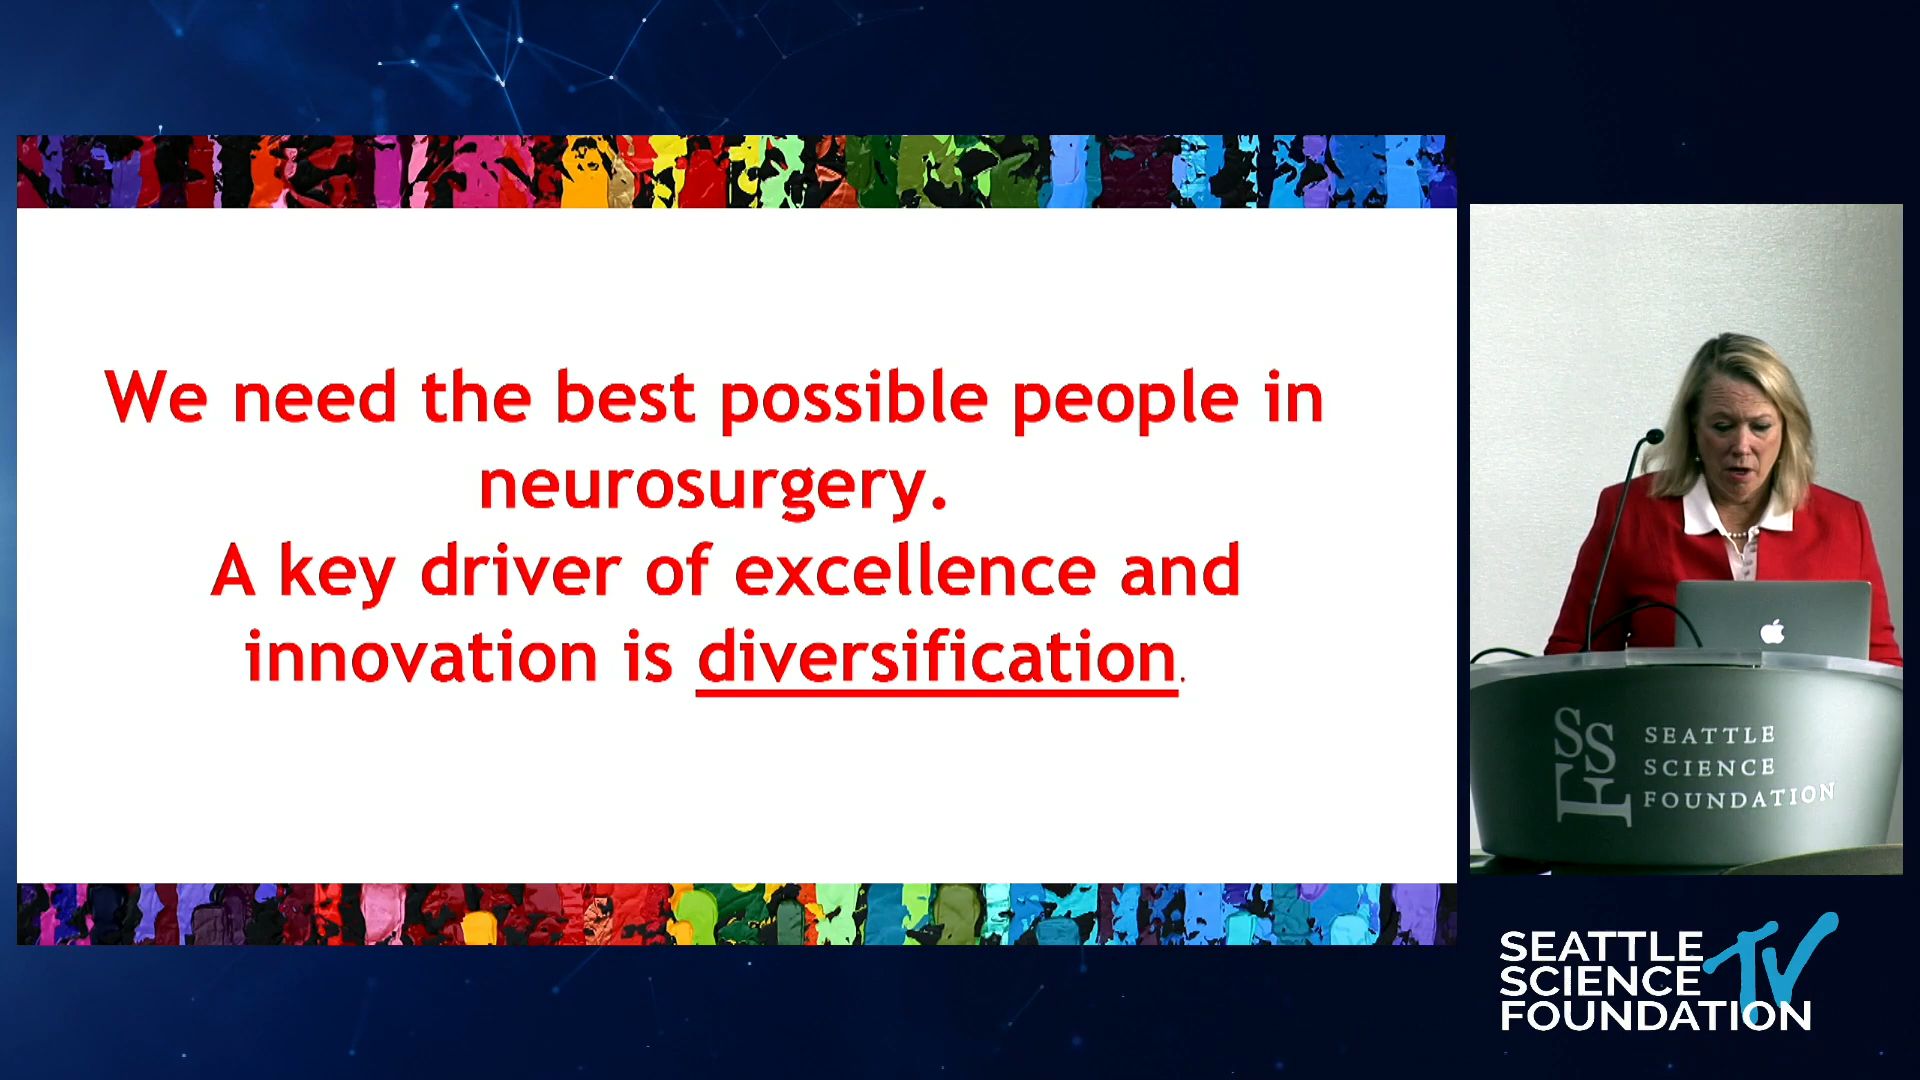 We need the best possible people in
neurosurgery.
A key driver of excellence and
innovation is diversification.
SSF
SEATTLE
SCIENCE
FOUNDATION
SEATTLE
SCIENCE TV
FOUNDATION